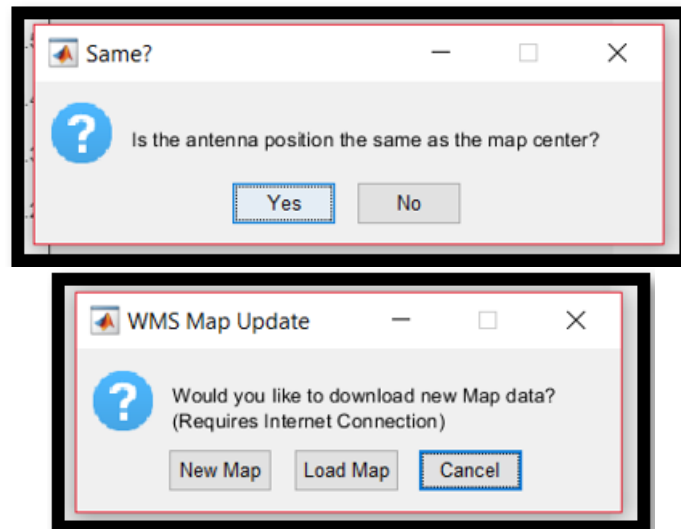 Same?
Is the antenna position the same as the map center?
Yes
No
WMS Map Update
Would you like to download new Map data?
(Requires Internet Connection)
New Map
Load Map
Cancel